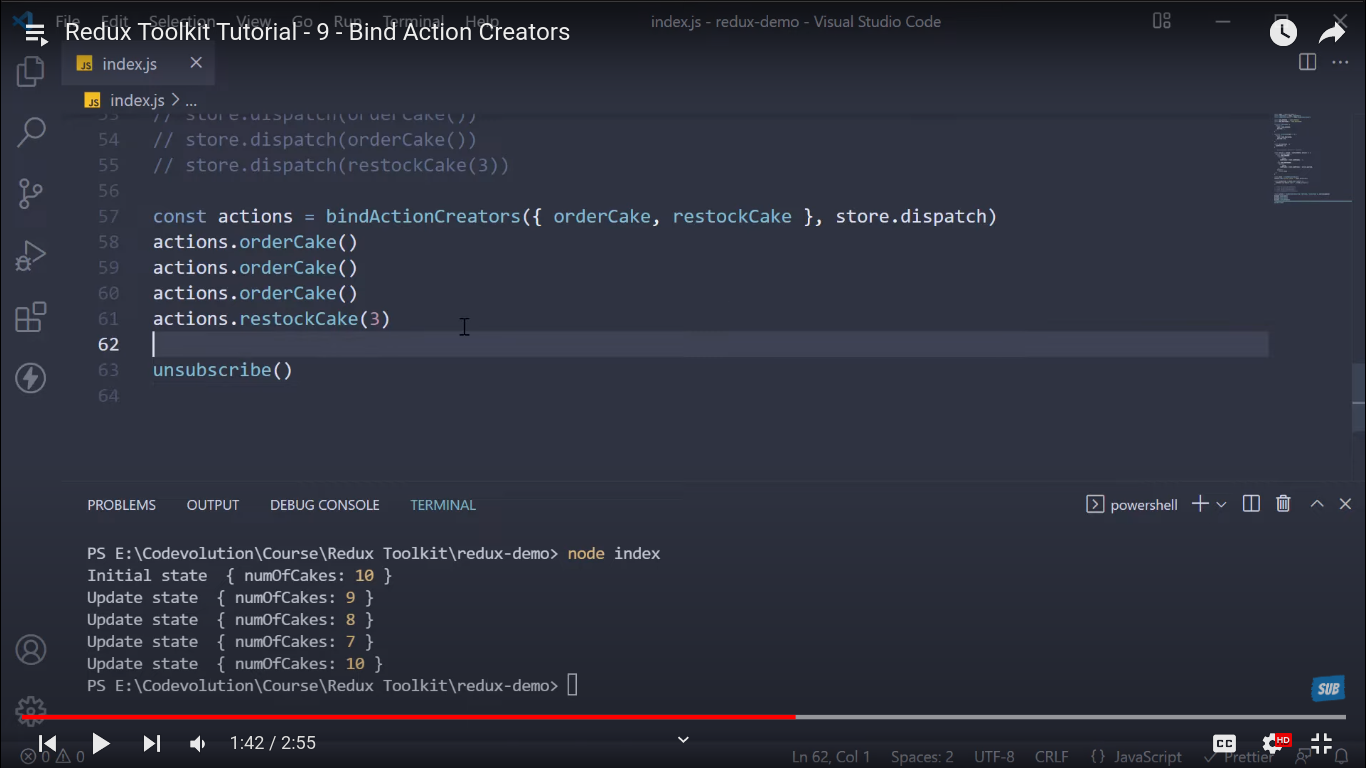 File Edit Selection View Go Run Terminal Help
index.js - redux-demo - Visual Studio Code
Redux Toolkit Tutorial - 9 - Bind Action Creators
JS index.js
JS index.js > ...
53 // store.dispatch(orderCake())
54 // store.dispatch(orderCake())
55 // store.dispatch(restockCake(3))
56
57 const actions = bindActionCreators({ orderCake, restockCake }, store.dispatch)
58 actions.orderCake()
59 actions.orderCake()
60 actions.orderCake()
61 actions.restockCake(3)
62
63 unsubscribe()
64
PROBLEMS OUTPUT DEBUG CONSOLE TERMINAL powershell
PS E:\Codevolution\Course\Redux Toolkit\redux-demo> node index
Initial state { numOfCakes: 10 }
Update state { numOfCakes: 9 }
Update state { numOfCakes: 8 }
Update state { numOfCakes: 7 }
Update state { numOfCakes: 10 }
PS E:\Codevolution\Course\Redux Toolkit\redux-demo>
SUB
1:42 / 2:55
CC HD
0 0 Ln 62, Col 1 Spaces: 2 UTF-8 CRLF {} JavaScript Prettier